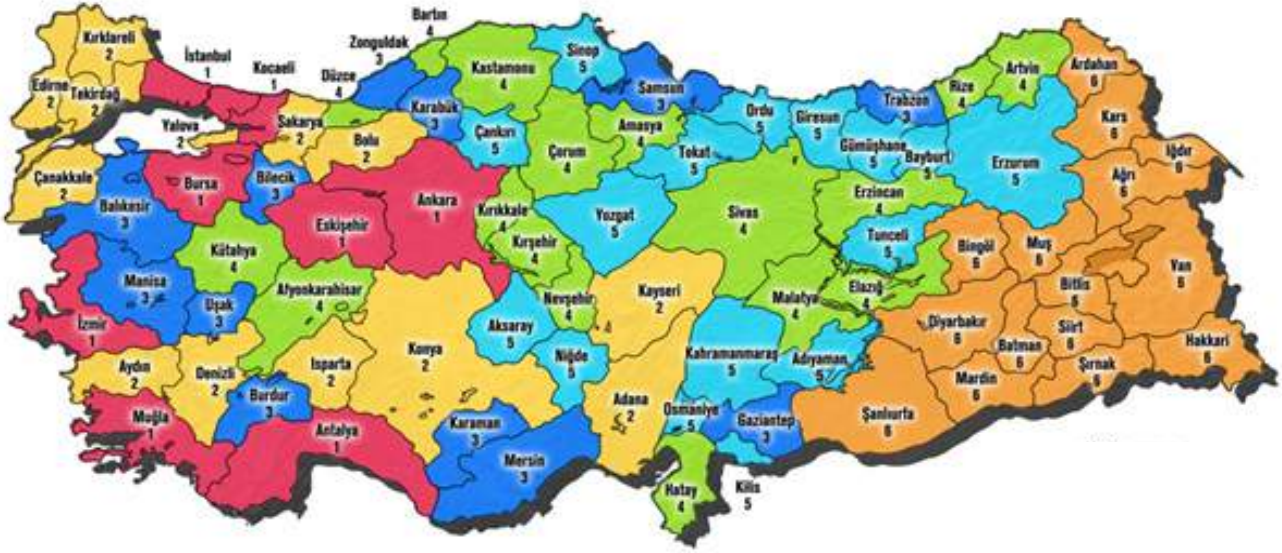 Bartın
4
Zonguldak
3
Kırklareli
2
İstanbul
1
Kocaeli
1
Düzce
4
Kastamonu
4
Sinop
5
Samsun
3
Artvin
4
Ardahan
6
Edirne
2
Tekirdağ
2
Karabük
3
Rize
4
Trabzon
3
Ordu
5
Giresun
5
Kars
6
Yalova
2
Sakarya
2
Bolu
2
Çankırı
5
Amasya
4
Çorum
4
Tokat
5
Gümüşhane
5
Bayburt
5
Erzurum
5
Iğdır
6
Çanakkale
2
Bursa
1
Bilecik
3
Ankara
1
Ağrı
6
Balıkesir
3
Eskişehir
1
Kırıkkale
4
Yozgat
5
Sivas
4
Erzincan
4
Kütahya
4
Kırşehir
4
Tunceli
5
Bingöl
6
Muş
6
Van
6
Manisa
3
Uşak
3
Afyonkarahisar
4
Nevşehir
4
Kayseri
2
Malatya
4
Elazığ
4
Bitlis
6
İzmir
1
Aksaray
5
4
Diyarbakır
6
Siirt
6
Batman
6
Hakkari
6
Aydın
2
Denizli
2
Isparta
2
Konya
2
Niğde
5
Kahramanmaraş
5
Adıyaman
5
Mardin
6
Şırnak
6
Burdur
3
Adana
2
Muğla
1
Antalya
1
Karaman
3
Osmaniye
5
Gaziantep
3
Şanlıurfa
6
Mersin
3
Hatay
4
Kilis
5